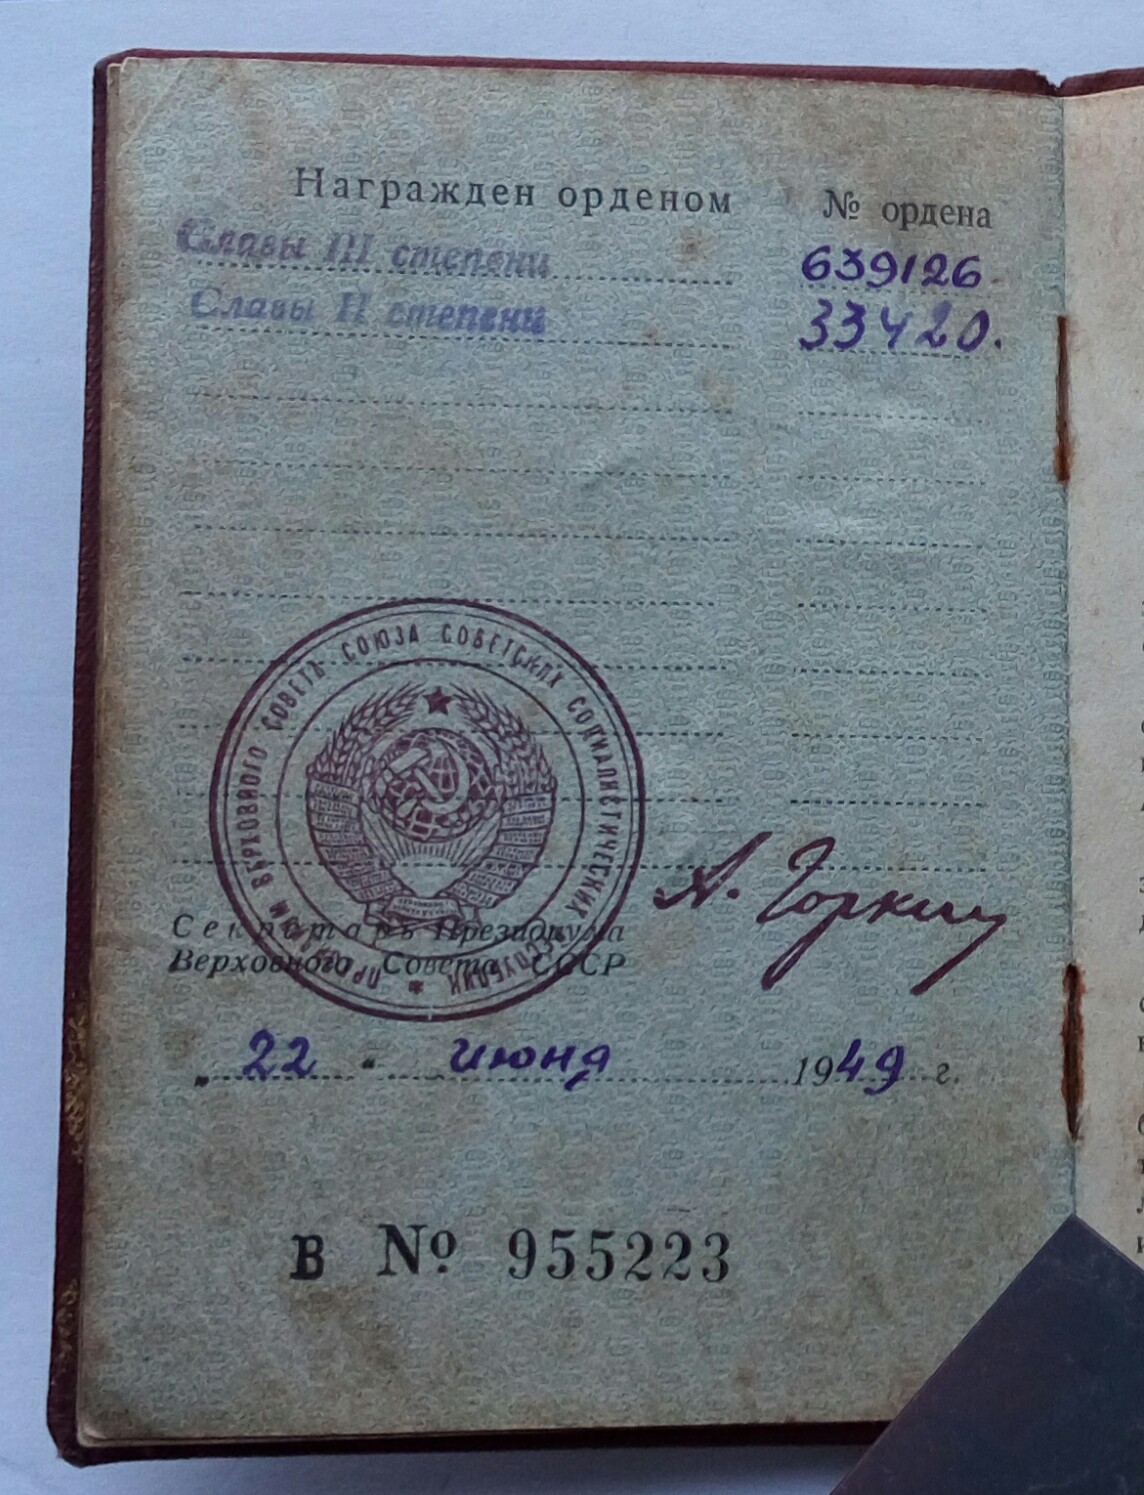 Награжден орденом № ордена
Славы III степени 639126
Славы II степени 33420.
ПРЕЗИДИУМ ВЕРХОВНОГО СОВЕТА СОЮЗА СОВЕТСКИХ СОЦИАЛИСТИЧЕСКИХ РЕСПУБЛИК
А. Горкин
Секретарь Президиума
Верховного Совета СССР
„ 22 “ июня 1949 г.
В № 955223